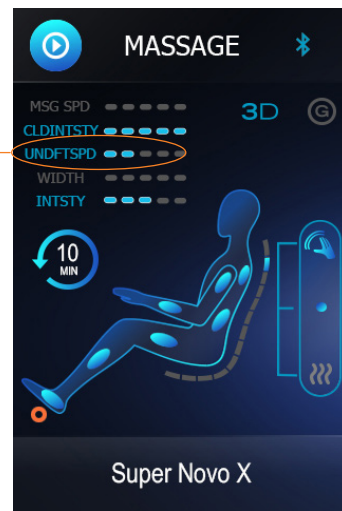 MASSAGE
MSG SPD
3D
G
CLDINTSTY
UNDFTSPD
WIDTH
INTSTY
10
MIN
Super Novo X